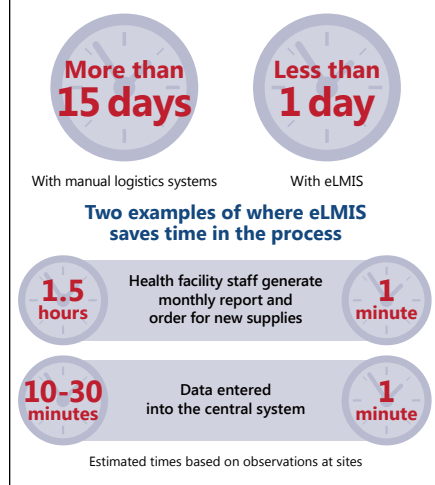 More than
15 days
Less than
1 day
With manual logistics systems
With eLMIS
Two examples of where eLMIS
saves time in the process
1.5
hours
Health facility staff generate
monthly report and
order for new supplies
1
minute
10-30
minutes
Data entered
into the central system
1
minute
Estimated times based on observations at sites